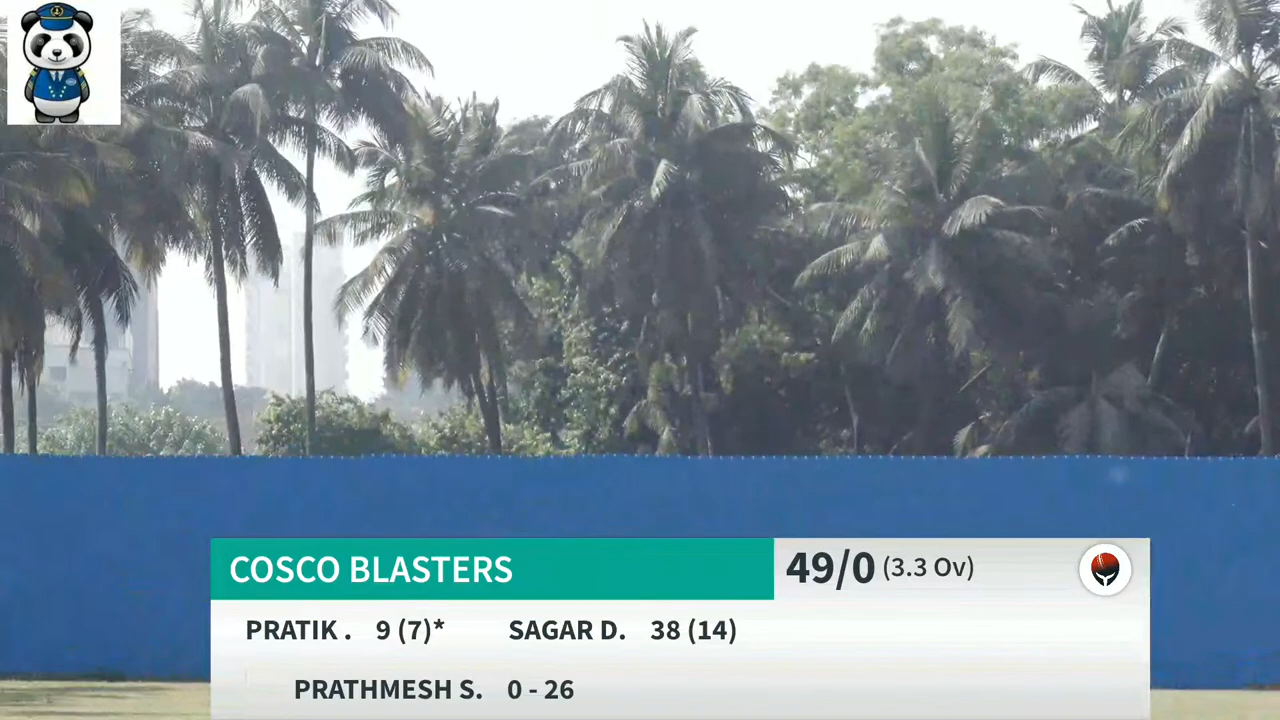 COSCO BLASTERS 49/0 (3.3 Ov)
PRATIK . 9 (7)* SAGAR D. 38 (14)
PRATHMESH S. 0 - 26